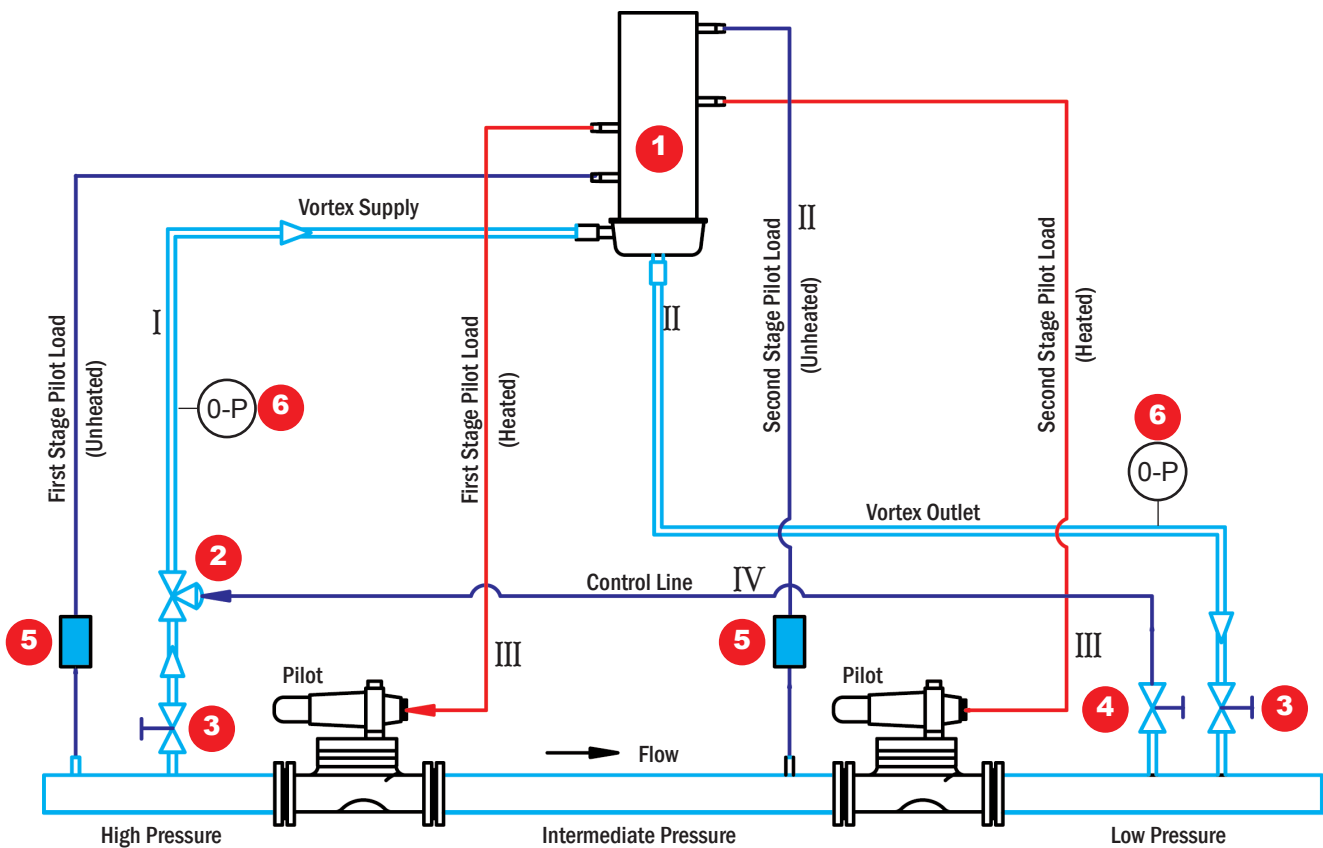 1
Vortex Supply
II
I
II
First Stage Pilot Load
(Unheated)
First Stage Pilot Load
(Heated)
Second Stage Pilot Load
(Unheated)
Second Stage Pilot Load
(Heated)
0-P
6
6
0-P
Vortex Outlet
2
Control Line
IV
5
5
III
III
Pilot
Pilot
3
4
3
Flow
High Pressure
Intermediate Pressure
Low Pressure